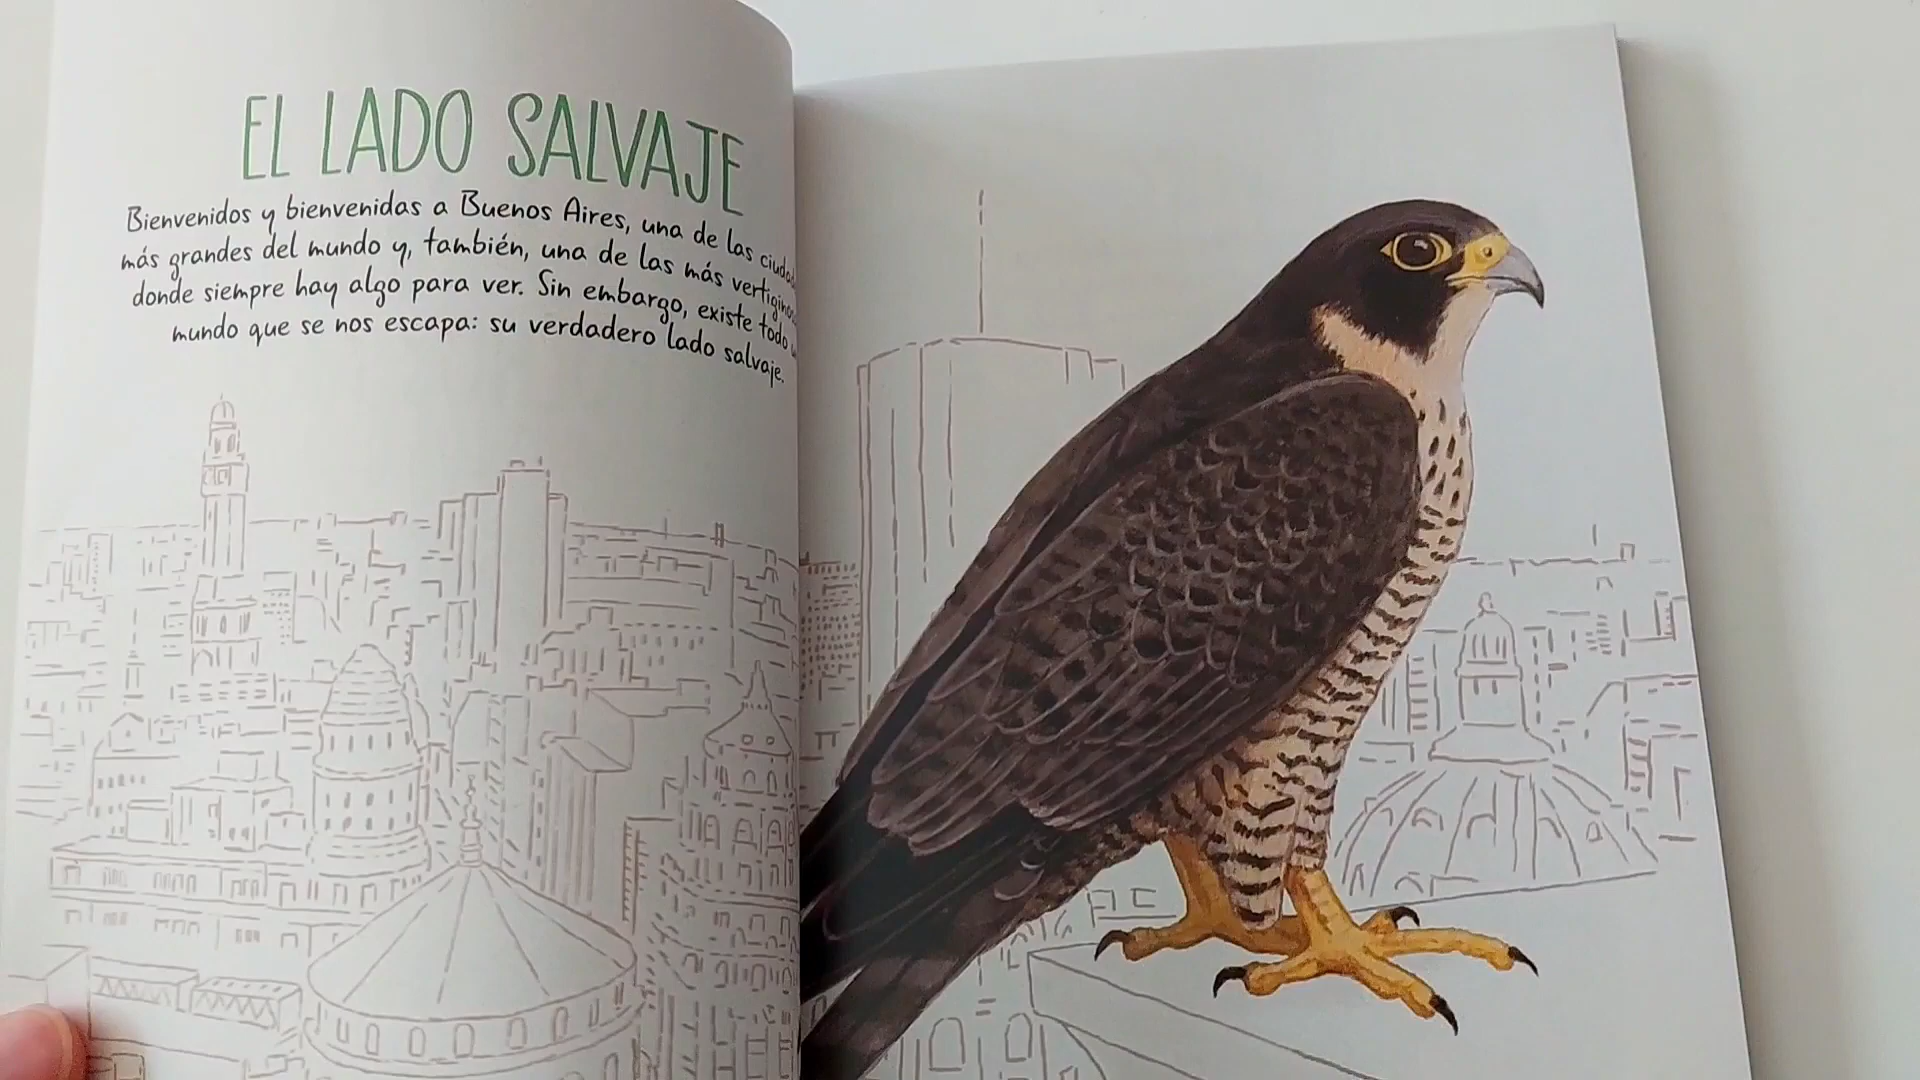 EL LADO SALVAJE
Bienvenidos y bienvenidas a Buenos Aires, una de las
más grandes del mundo y, también, una de las más
donde siempre hay algo para ver. Sin embargo, existe todo
mundo que se nos escapa: su verdadero lado salvaje.